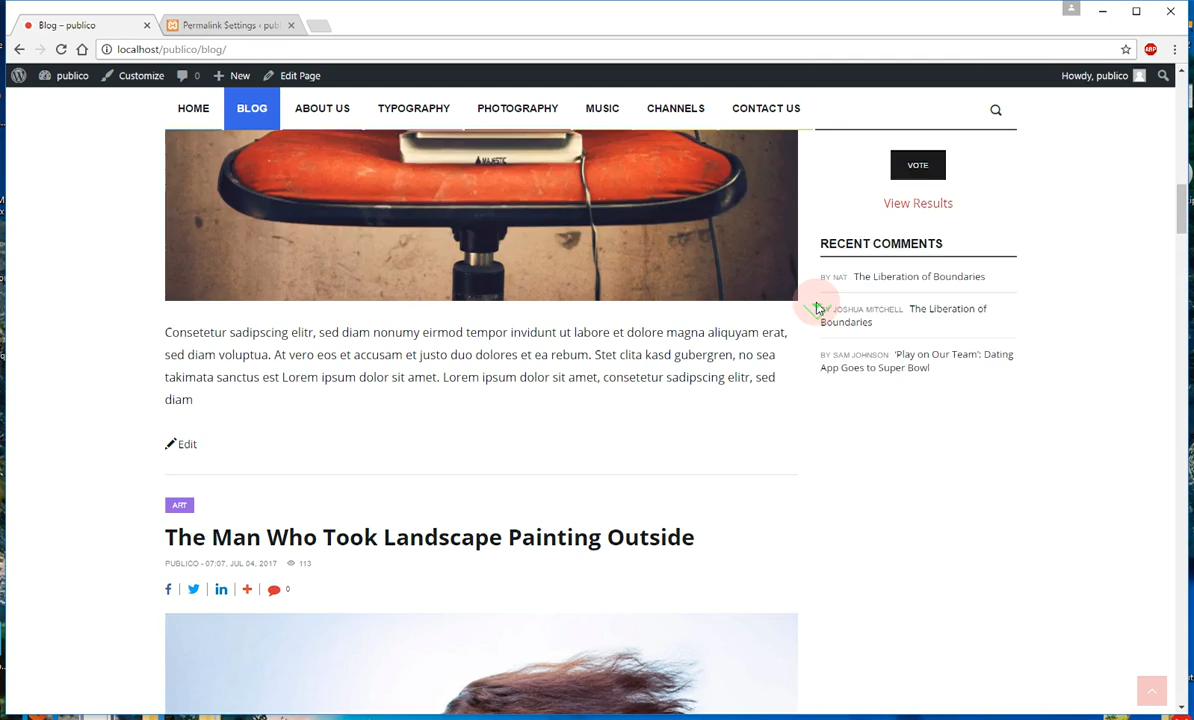 Blog – publico
Permalink Settings ‹ publ
localhost/publico/blog/
ABP
publico
Customize
0
New
Edit Page
Howdy, publico
HOME
BLOG
ABOUT US
TYPOGRAPHY
PHOTOGRAPHY
MUSIC
CHANNELS
CONTACT US
MAJESTIC
VOTE
View Results
RECENT COMMENTS
BY NAT The Liberation of Boundaries
BY JOSHUA MITCHELL The Liberation of
Boundaries
BY SAM JOHNSON 'Play on Our Team': Dating
App Goes to Super Bowl
Consetetur sadipscing elitr, sed diam nonumy eirmod tempor invidunt ut labore et dolore magna aliquyam erat,
sed diam voluptua. At vero eos et accusam et justo duo dolores et ea rebum. Stet clita kasd gubergren, no sea
takimata sanctus est Lorem ipsum dolor sit amet. Lorem ipsum dolor sit amet, consetetur sadipscing elitr, sed
diam
Edit
ART
The Man Who Took Landscape Painting Outside
PUBLICO - 07:07, JUL 04, 2017 113
0